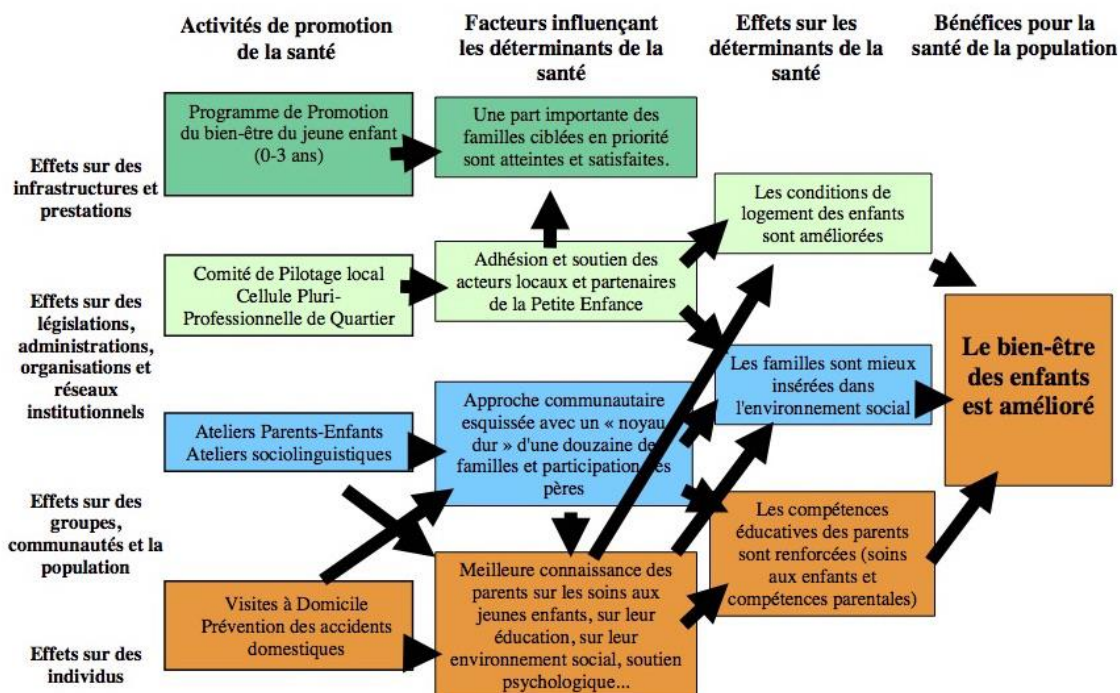 Activités de promotion
de la santé
Facteurs influençant
les déterminants de la
santé
Effets sur les
déterminants de la
santé
Bénéfices pour la
santé de la population
Effets sur des
infrastructures et
prestations
Programme de Promotion
du bien-être du jeune enfant
(0-3 ans)
Une part importante des
familles ciblées en priorité
sont atteintes et satisfaites.
Les conditions de
logement des enfants
sont améliorées
Effets sur des
législations,
administrations,
organisations et
réseaux
institutionnels
Comité de Pilotage local
Cellule Pluri-
Professionnelle de Quartier
Adhésion et soutien des
acteurs locaux et partenaires
de la Petite Enfance
Les familles sont mieux
insérées dans
l'environnement social
Le bien-être
des enfants
est amélioré
Ateliers Parents-Enfants
Ateliers sociolinguistiques
Approche communautaire
esquissée avec un « noyau
dur » d'une douzaine de
familles et participation des
pères
Effets sur des
groupes,
communautés et la
population
Les compétences
éducatives des parents
sont renforcées (soins
aux enfants et
compétences parentales)
Effets sur des
individus
Visites à Domicile
Prévention des accidents
domestiques
Meilleure connaissance des
parents sur les soins aux
jeunes enfants, sur leur
éducation, sur leur
environnement social, soutien
psychologique...